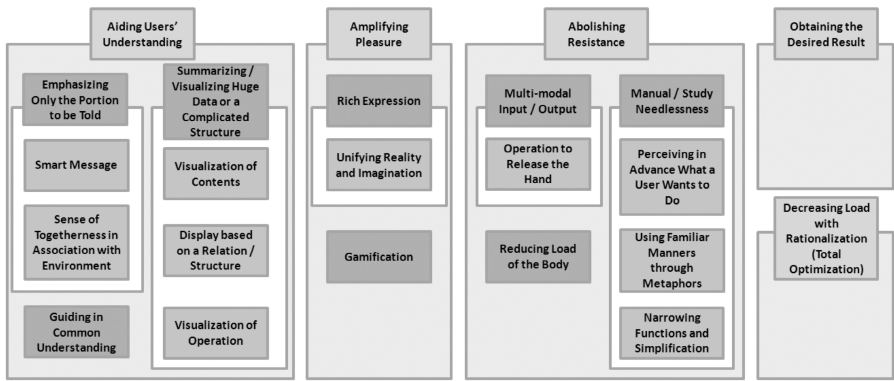 Aiding Users'
Understanding
Emphasizing
Only the Portion
to be Told
Smart Message
Sense of
Togetherness in
Association with
Environment
Guiding in
Common
Understanding
Summarizing /
Visualizing Huge
Data or a
Complicated
Structure
Visualization of
Contents
Display based
on a Relation /
Structure
Visualization of
Operation
Amplifying
Pleasure
Rich Expression
Unifying Reality
and Imagination
Gamification
Abolishing
Resistance
Multi-modal
Input / Output
Operation to
Release the
Hand
Reducing Load
of the Body
Manual / Study
Needlessness
Perceiving in
Advance What a
User Wants to
Do
Using Familiar
Manners
through
Metaphors
Narrowing
Functions and
Simplification
Obtaining the
Desired Result
Decreasing Load
with
Rationalization
(Total
Optimization)